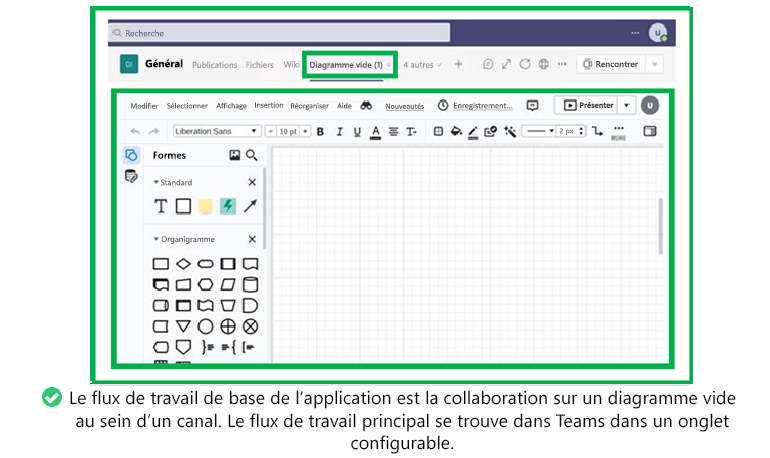 Recherche
U
DI Général Publications Fichiers Wiki Diagramme vide (1) 4 autres Rencontrer
Modifier Sélectionner Affichage Insertion Réorganiser Aide Nouveautés Enregistrement... Présenter U
Liberation Sans 10 pt B I U A T 2 px MORE
Formes
Standard
T
Organigramme
Le flux de travail de base de l’application est la collaboration sur un diagramme vide
au sein d’un canal. Le flux de travail principal se trouve dans Teams dans un onglet
configurable.